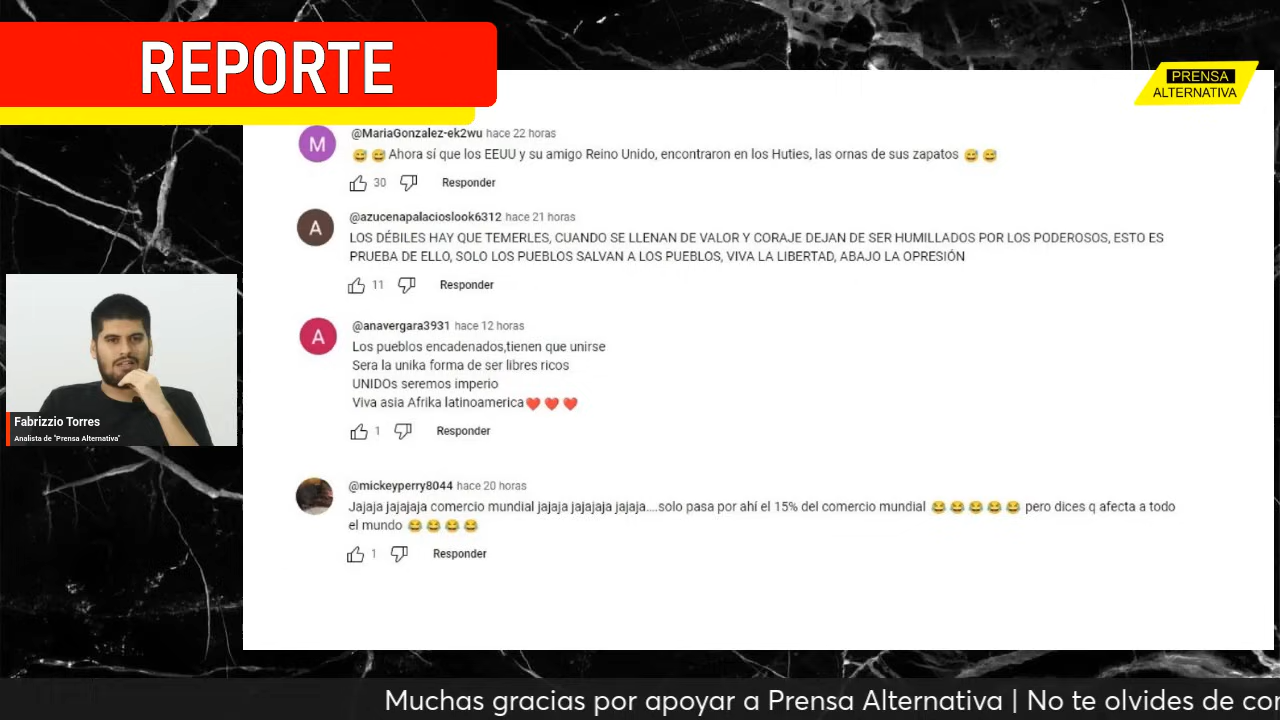 REPORTE
PRENSA
ALTERNATIVA
M
@MariaGonzalez-ek2wu hace 22 horas
😅 😅 Ahora sí que los EEUU y su amigo Reino Unido, encontraron en los Huties, las ornas de sus zapatos 😅 😅
30 Responder
A
@azucenapalacioslook6312 hace 21 horas
LOS DÉBILES HAY QUE TEMERLES, CUANDO SE LLENAN DE VALOR Y CORAJE DEJAN DE SER HUMILLADOS POR LOS PODEROSOS, ESTO ES
PRUEBA DE ELLO, SOLO LOS PUEBLOS SALVAN A LOS PUEBLOS, VIVA LA LIBERTAD, ABAJO LA OPRESIÓN
11 Responder
A
@anavergara3931 hace 12 horas
Los pueblos encadenados,tienen que unirse
Sera la unika forma de ser libres ricos
UNIDOs seremos imperio
Viva asia Afrika latinoamerica❤️ ❤️ ❤️
1 Responder
@mickeyperry8044 hace 20 horas
Jajaja jajajaja comercio mundial jajaja jajajaja jajaja....solo pasa por ahí el 15% del comercio mundial 😂 😂 😂 😂 😂 pero dices q afecta a todo
el mundo 😂 😂 😂 😂
1 Responder
Fabrizzio Torres
Analista de "Prensa Alternativa"
Muchas gracias por apoyar a Prensa Alternativa | No te olvides de cor